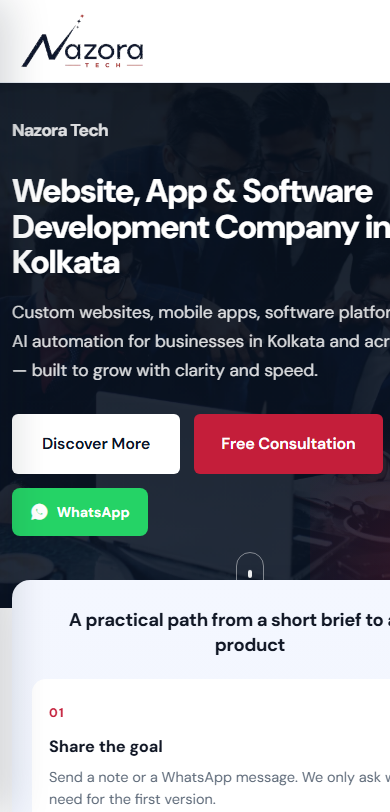 Nazora
TECH
Nazora Tech
Website, App & Software
Development Company in
Kolkata
Custom websites, mobile apps, software
AI automation for businesses in Kolkata and
— built to grow with clarity and speed.
Discover More
Free Consultation
WhatsApp
A practical path from a short brief to
product
01
Share the goal
Send a note or a WhatsApp message. We only ask
need for the first version.